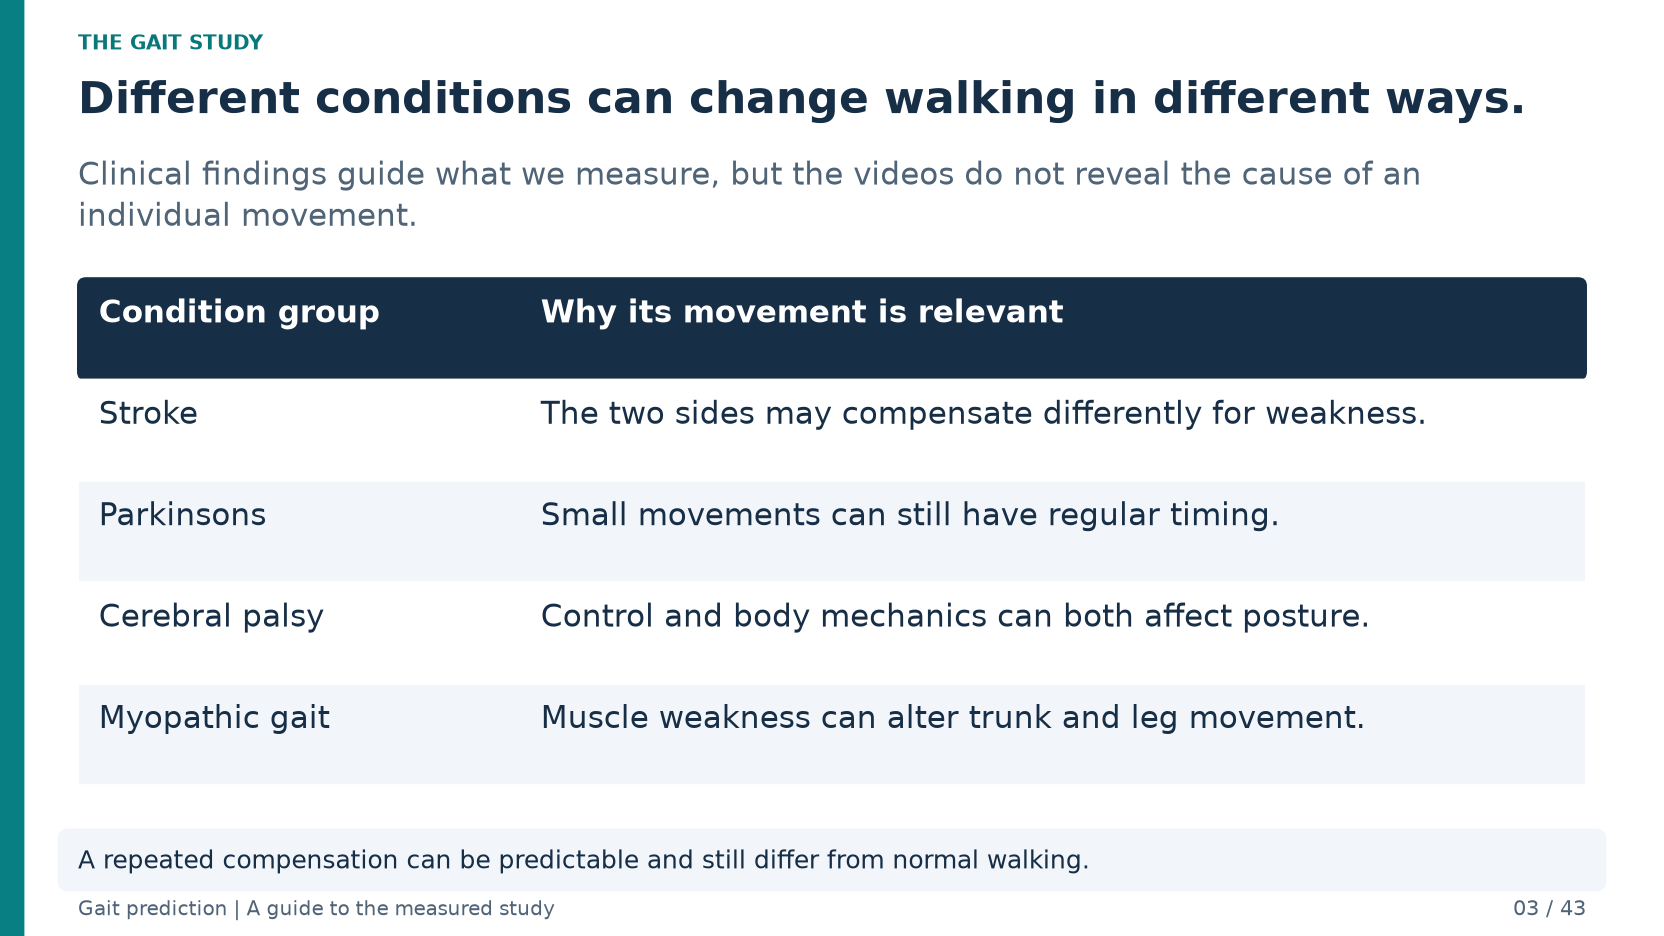 THE GAIT STUDY
Different conditions can change walking in different ways.
Clinical findings guide what we measure, but the videos do not reveal the cause of an
individual movement.
Condition group Why its movement is relevant
Stroke The two sides may compensate differently for weakness.
Parkinsons Small movements can still have regular timing.
Cerebral palsy Control and body mechanics can both affect posture.
Myopathic gait Muscle weakness can alter trunk and leg movement.
A repeated compensation can be predictable and still differ from normal walking.
Gait prediction | A guide to the measured study 03 / 43